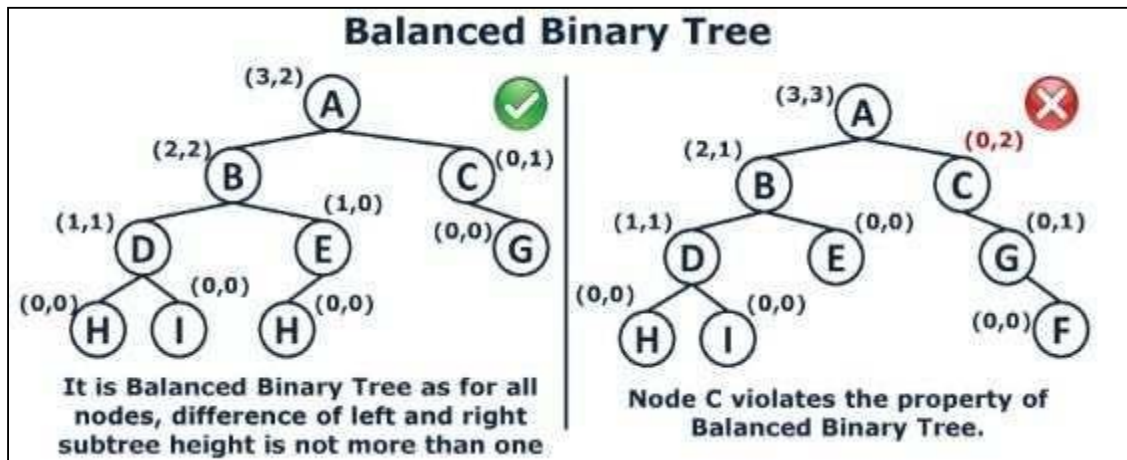 Balanced Binary Tree
(3,2) A
(2,2) B C (0,1)
(1,1) D (1,0) E (0,0) G
(0,0) H I (0,0) H (0,0)
It is Balanced Binary Tree as for all
nodes, difference of left and right
subtree height is not more than one
(3,3) A
(2,1) B (0,2) C
(1,1) D E (0,0) G (0,1)
(0,0) H I (0,0) (0,0) F
Node C violates the property of
Balanced Binary Tree.